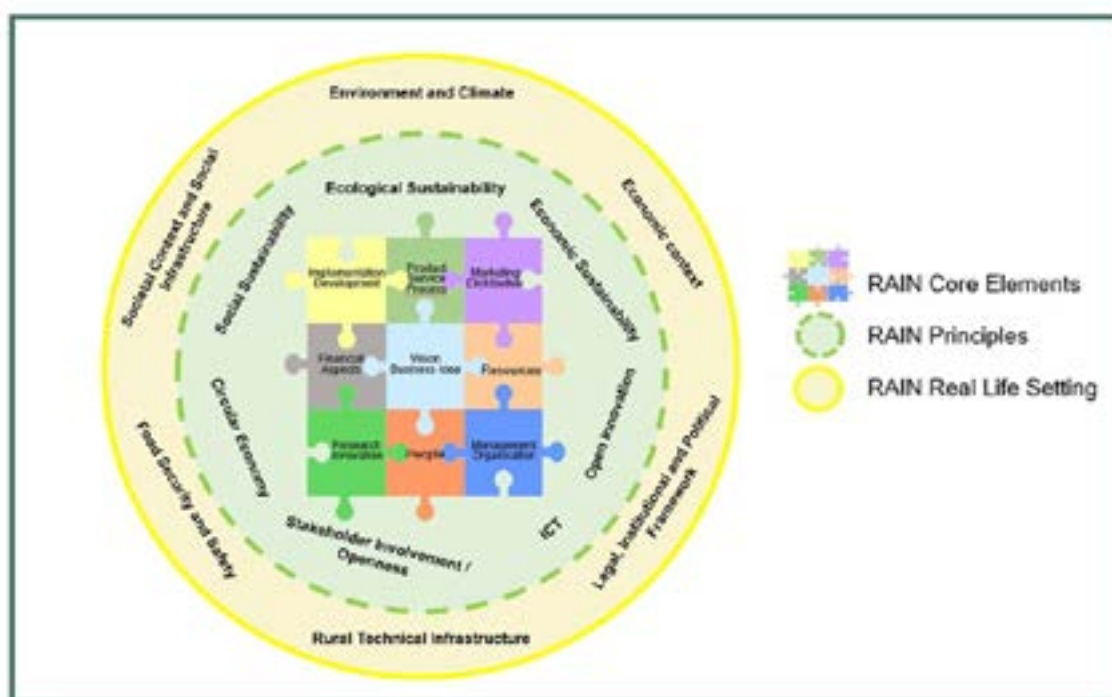 Environment and Climate
Societal Context and Social
Infrastructure
Economic context
Ecological Sustainability
Social Sustainability
Economic Sustainability
Implementation
Development
Product
Service
Process
Marketing
Distribution
Financial
Aspects
Vision
Business Idea
Resources
Research
Innovation
People
Management
Organisation
Circular Economy
Open Innovation
Stakeholder Involvement /
Openness
ICT
Food Security and Safety
Legal, Institutional and Political
Framework
Rural Technical Infrastructure
RAIN Core Elements
RAIN Principles
RAIN Real Life Setting